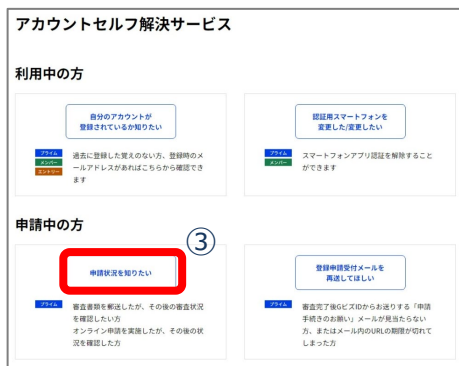 アカウントセルフ解決サービス
利用中の方
自分のアカウントが
登録されているか知りたい
プライム
メンバー
エントリー
過去に登録した覚えのない方、登録時のメ
ールアドレスがあればこちらから確認でき
ます
認証用スマートフォンを
変更した/変更したい
プライム
メンバー
スマートフォンアプリ認証を解除すること
ができます
申請中の方
③
申請状況を知りたい
プライム
審査書類を郵送したが、その後の審査状況
を確認したい方
オンライン申請を実施したが、その後の状
況を確認した方
登録申請受付メールを
再送してほしい
プライム
審査完了後GビズIDからお送りする「申請
手続きのお願い」メールが見当たらない
方、またはメール内のURLの期限が切れて
しまった方